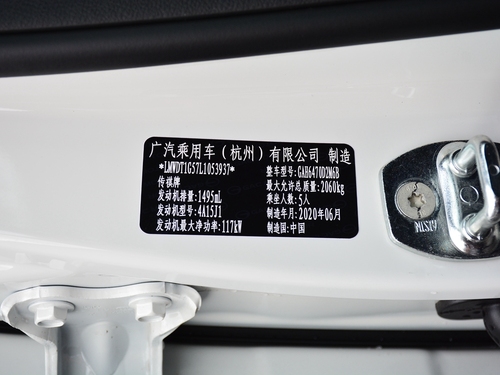 广汽乘用车（杭州）有限公司 制造
*LMWDT1G57L1053937*
整车型号：GAH6470D2M6B
传祺牌
最大允许总质量：2060kg
发动机排量：1495mL
乘坐人数：5人
发动机型号：4A15J1
制造年月：2020年06月
发动机最大净功率：117kW
制造国：中国